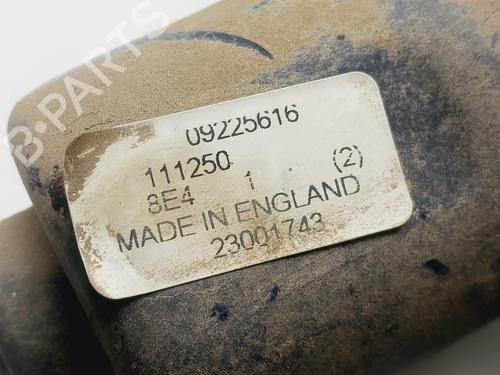 B-PARTS
09225616
111250
8E4 1 . (2)
MADE IN ENGLAND
23001743